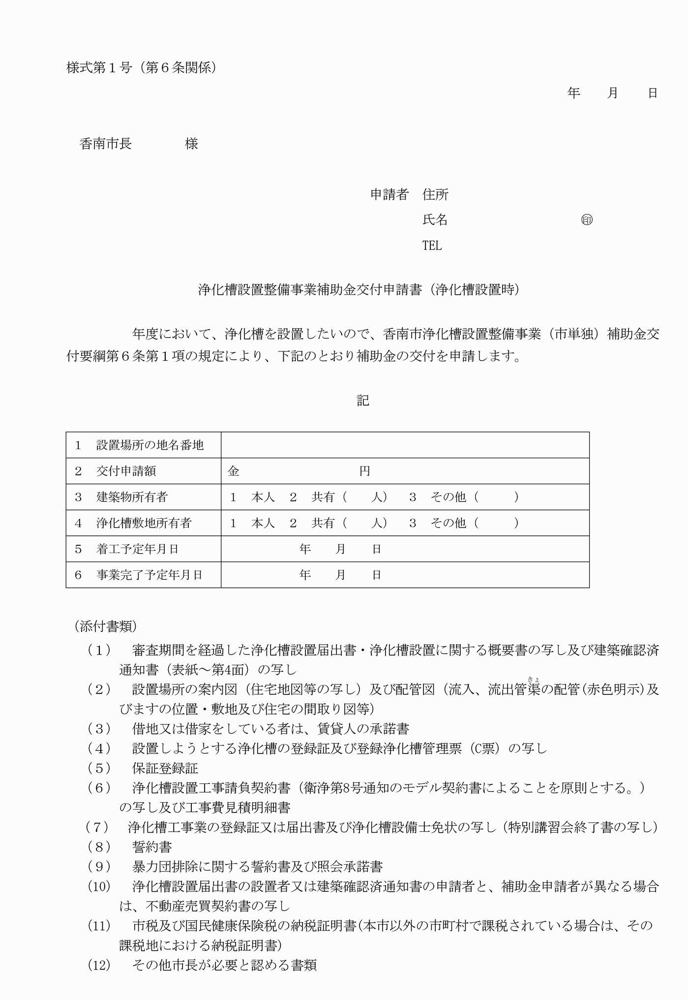 様式第１号（第６条関係）
年　　月　　日
香南市長　　　　様
申請者　住所
氏名　　　　　　　　　　㊞
TEL
浄化槽設置整備事業補助金交付申請書（浄化槽設置時）
年度において、浄化槽を設置したいので、香南市浄化槽設置整備事業（市単独）補助金交
付要綱第６条第１項の規定により、下記のとおり補助金の交付を申請します。
記
１　設置場所の地名番地
２　交付申請額　金　　　　　　　　　　円
３　建築物所有者　１　本人　２　共有（　　人）　３　その他（　　　）
４　浄化槽敷地所有者　１　本人　２　共有（　　人）　３　その他（　　　）
５　着工予定年月日　　　　　　年　　月　　日
６　事業完了予定年月日　　　　　　年　　月　　日
（添付書類）
（１）　審査期間を経過した浄化槽設置届出書・浄化槽設置に関する概要書の写し及び建築確認済
通知書（表紙～第4面）の写し
きょ
（２）　設置場所の案内図（住宅地図等の写し）及び配管図（流入、流出管渠の配管(赤色明示)及
びますの位置・敷地及び住宅の間取り図等）
（３）　借地又は借家をしている者は、賃貸人の承諾書
（４）　設置しようとする浄化槽の登録証及び登録浄化槽管理票（C票）の写し
（５）　保証登録証
（６）　浄化槽設置工事請負契約書（衛浄第8号通知のモデル契約書によることを原則とする。）
の写し及び工事費見積明細書
（７）　浄化槽工事業の登録証又は届出書及び浄化槽設備士免状の写し（特別講習会終了書の写し）
（８）　誓約書
（９）　暴力団排除に関する誓約書及び照会承諾書
(10)　浄化槽設置届出書の設置者又は建築確認済通知書の申請者と、補助金申請者が異なる場合
は、不動産売買契約書の写し
(11)　市税及び国民健康保険税の納税証明書(本市以外の市町村で課税されている場合は、その
課税地における納税証明書)
(12)　その他市長が必要と認める書類